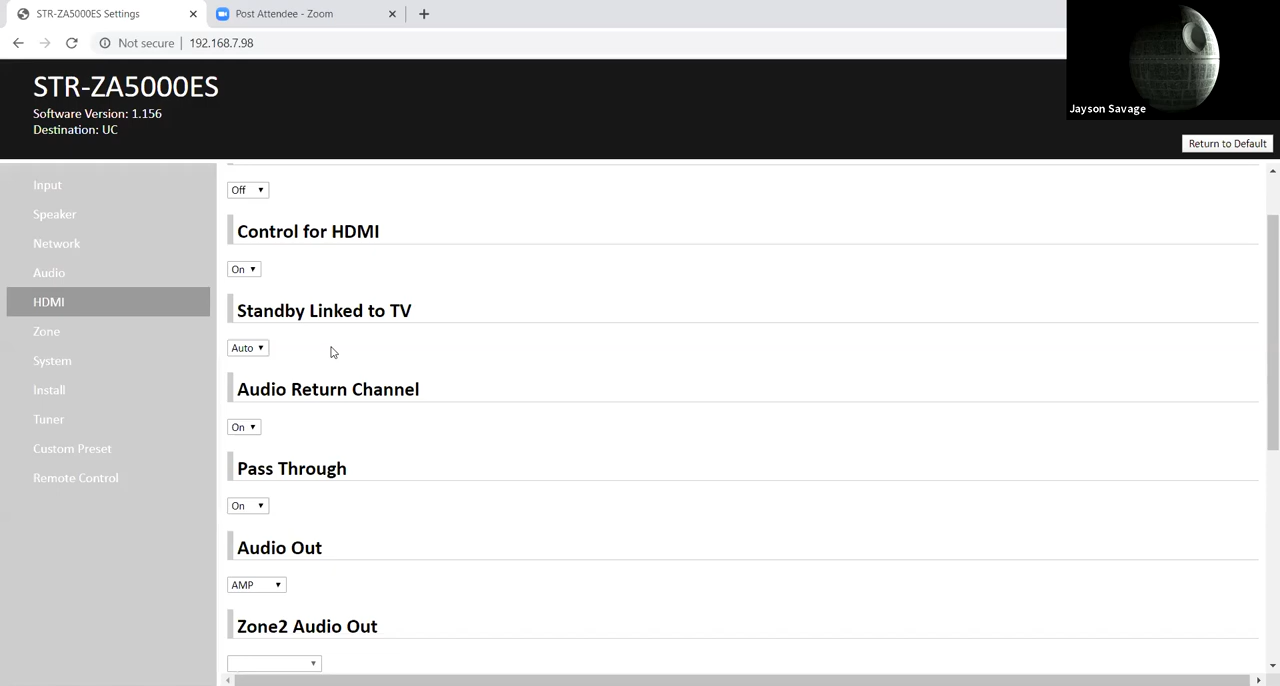 STR-ZA5000ES Settings
Post Attendee - Zoom
Not secure | 192.168.7.98
STR-ZA5000ES
Software Version: 1.156
Destination: UC
Jayson Savage
Return to Default
Input
Speaker
Network
Audio
HDMI
Zone
System
Install
Tuner
Custom Preset
Remote Control
Off
Control for HDMI
On
Standby Linked to TV
Auto
Audio Return Channel
On
Pass Through
On
Audio Out
AMP
Zone2 Audio Out